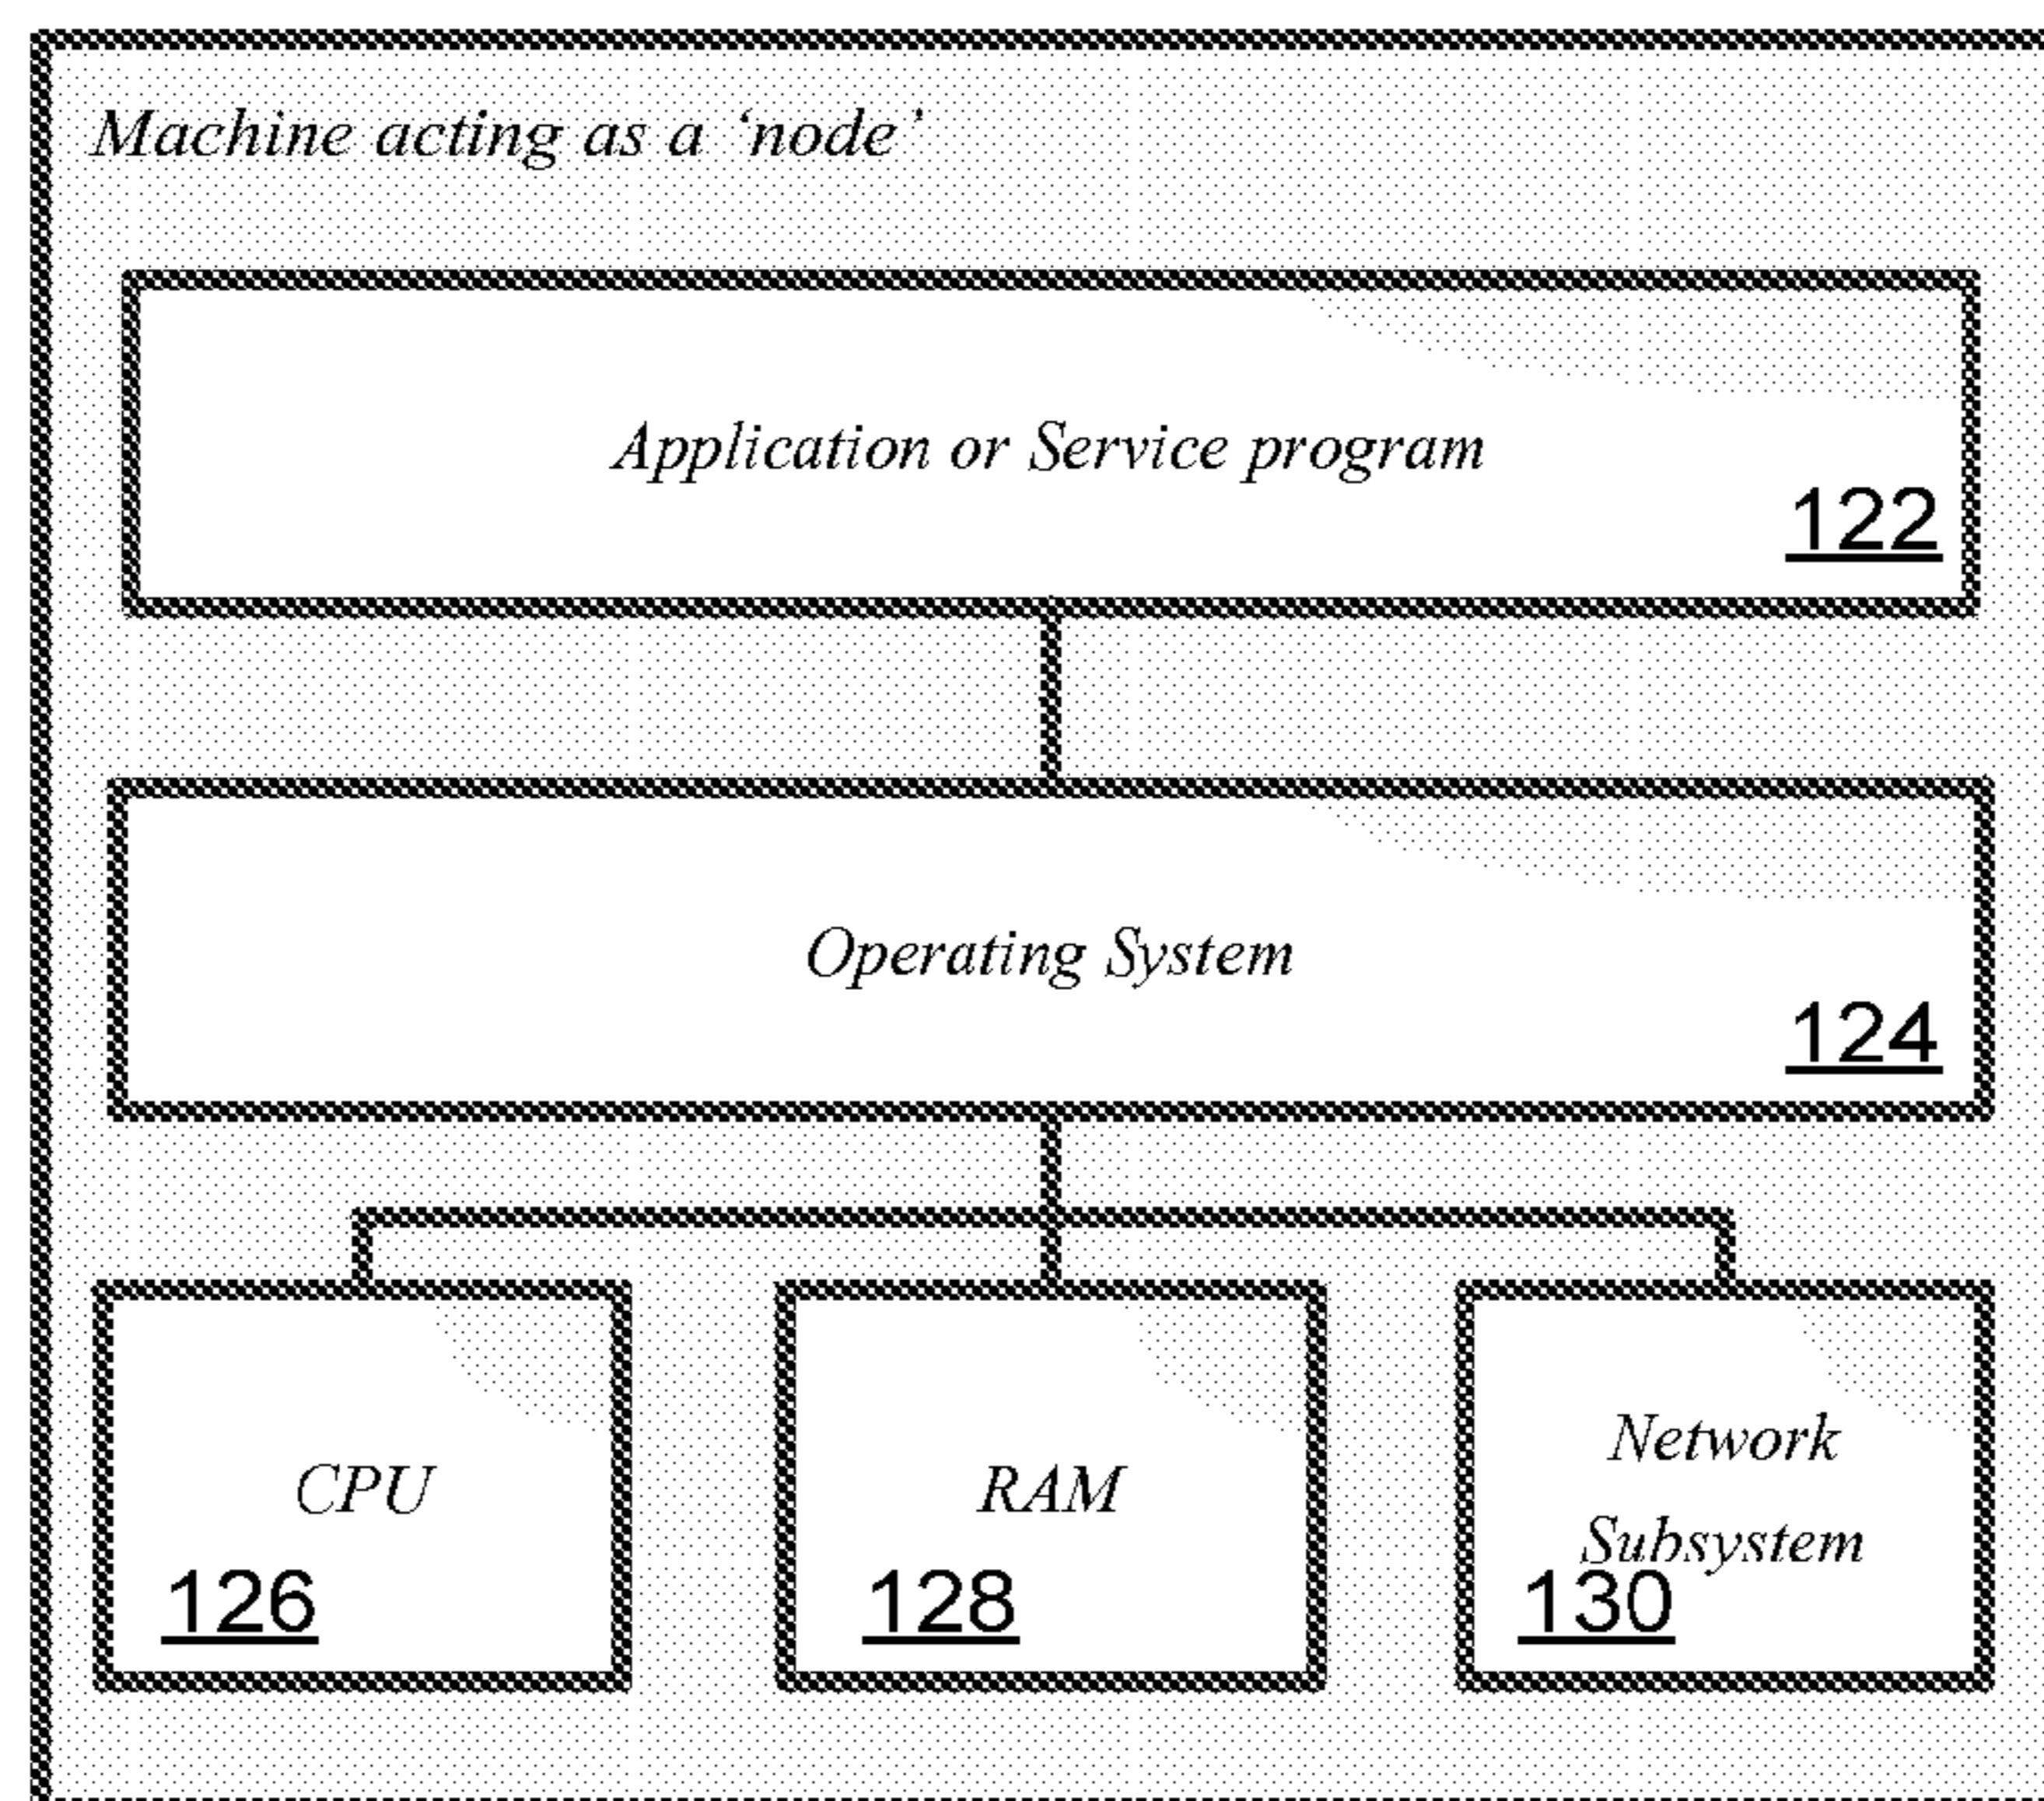 Machine acting as a ‘node’
Application or Service program
122
Operating System
124
CPU
126
RAM
128
Network
Subsystem
130